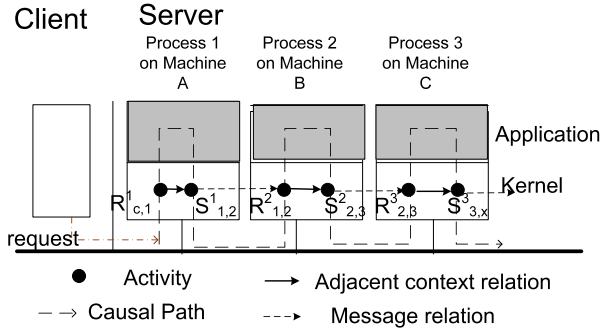 Client
Server
Process 1
on Machine
A
Process 2
on Machine
B
Process 3
on Machine
C
Application
Kernel
R¹c,1
S¹1,2
R²1,2
S²2,3
R³2,3
S³3,x
request
Activity
Adjacent context relation
Causal Path
Message relation